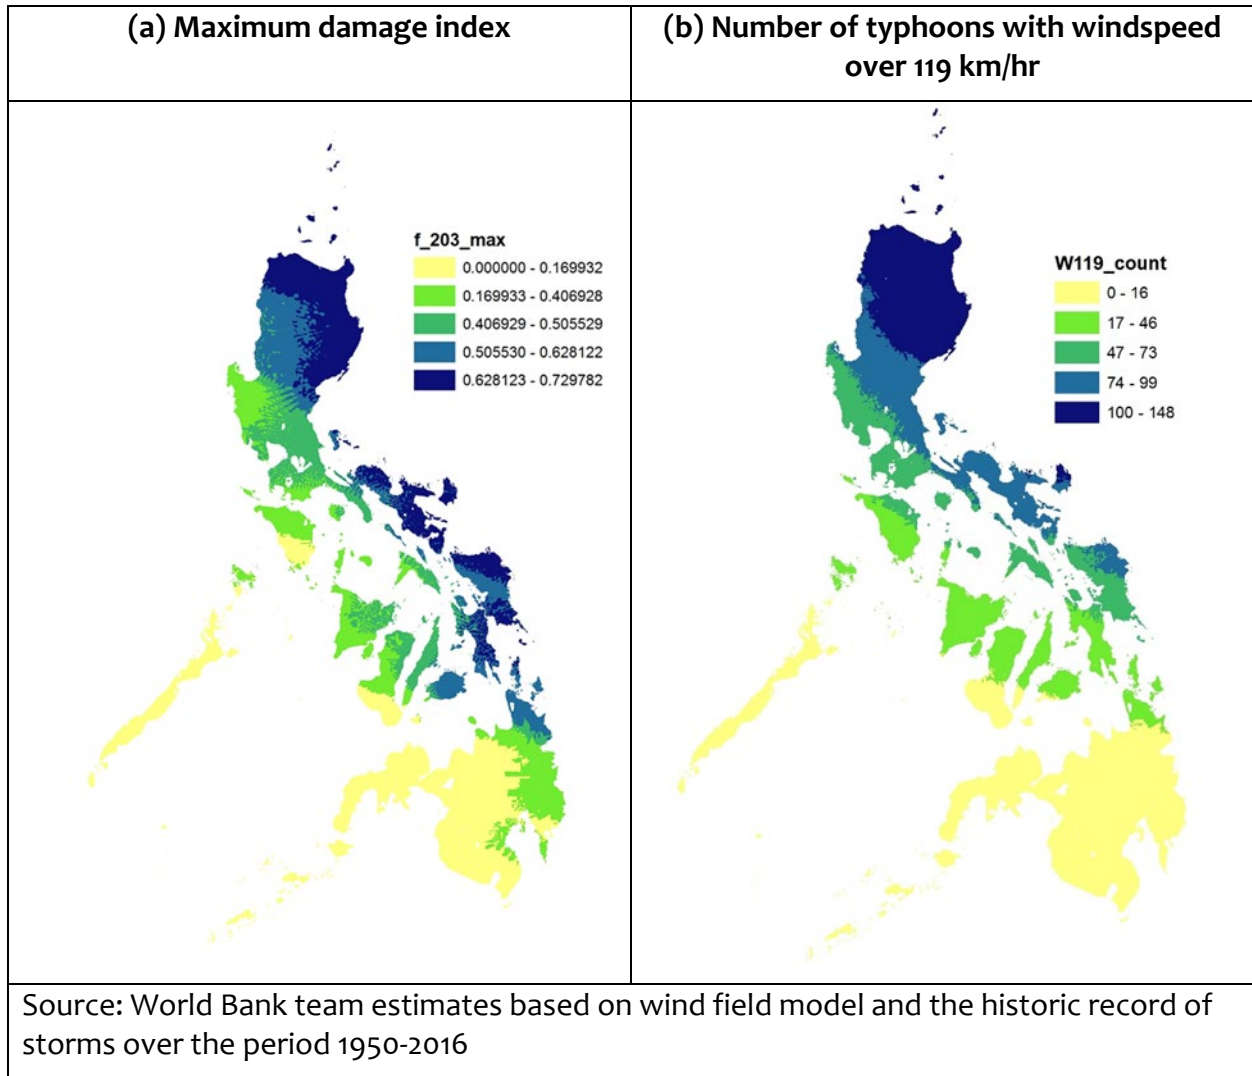 (a) Maximum damage index
(b) Number of typhoons with windspeed
over 119 km/hr
f_203_max
0.000000 - 0.169932
0.169933 - 0.406928
0.406929 - 0.505529
0.505530 - 0.628122
0.628123 - 0.729782
W119_count
0 - 16
17 - 46
47 - 73
74 - 99
100 - 148
Source: World Bank team estimates based on wind field model and the historic record of
storms over the period 1950-2016